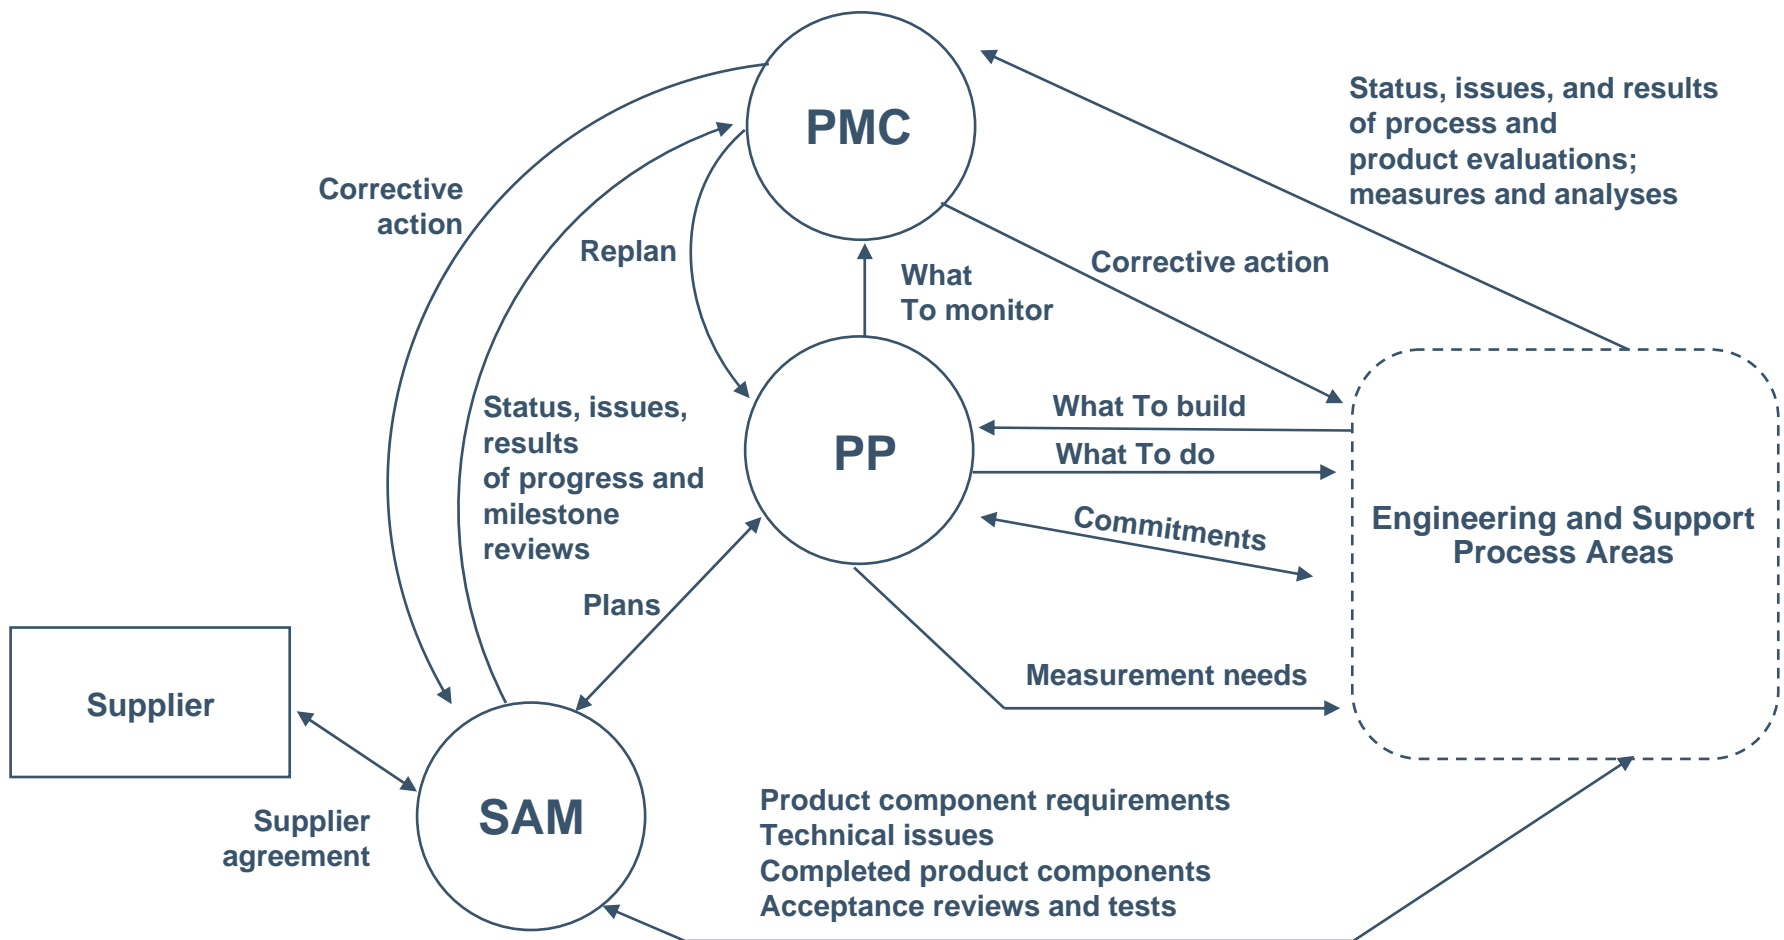 PMC
Status, issues, and results
of process and
product evaluations;
measures and analyses
Corrective
action
Replan
What
To monitor
Corrective action
Status, issues,
results
of progress and
milestone
reviews
PP
What To build
What To do
Commitments
Engineering and Support
Process Areas
Plans
Measurement needs
Supplier
Supplier
agreement
SAM
Product component requirements
Technical issues
Completed product components
Acceptance reviews and tests